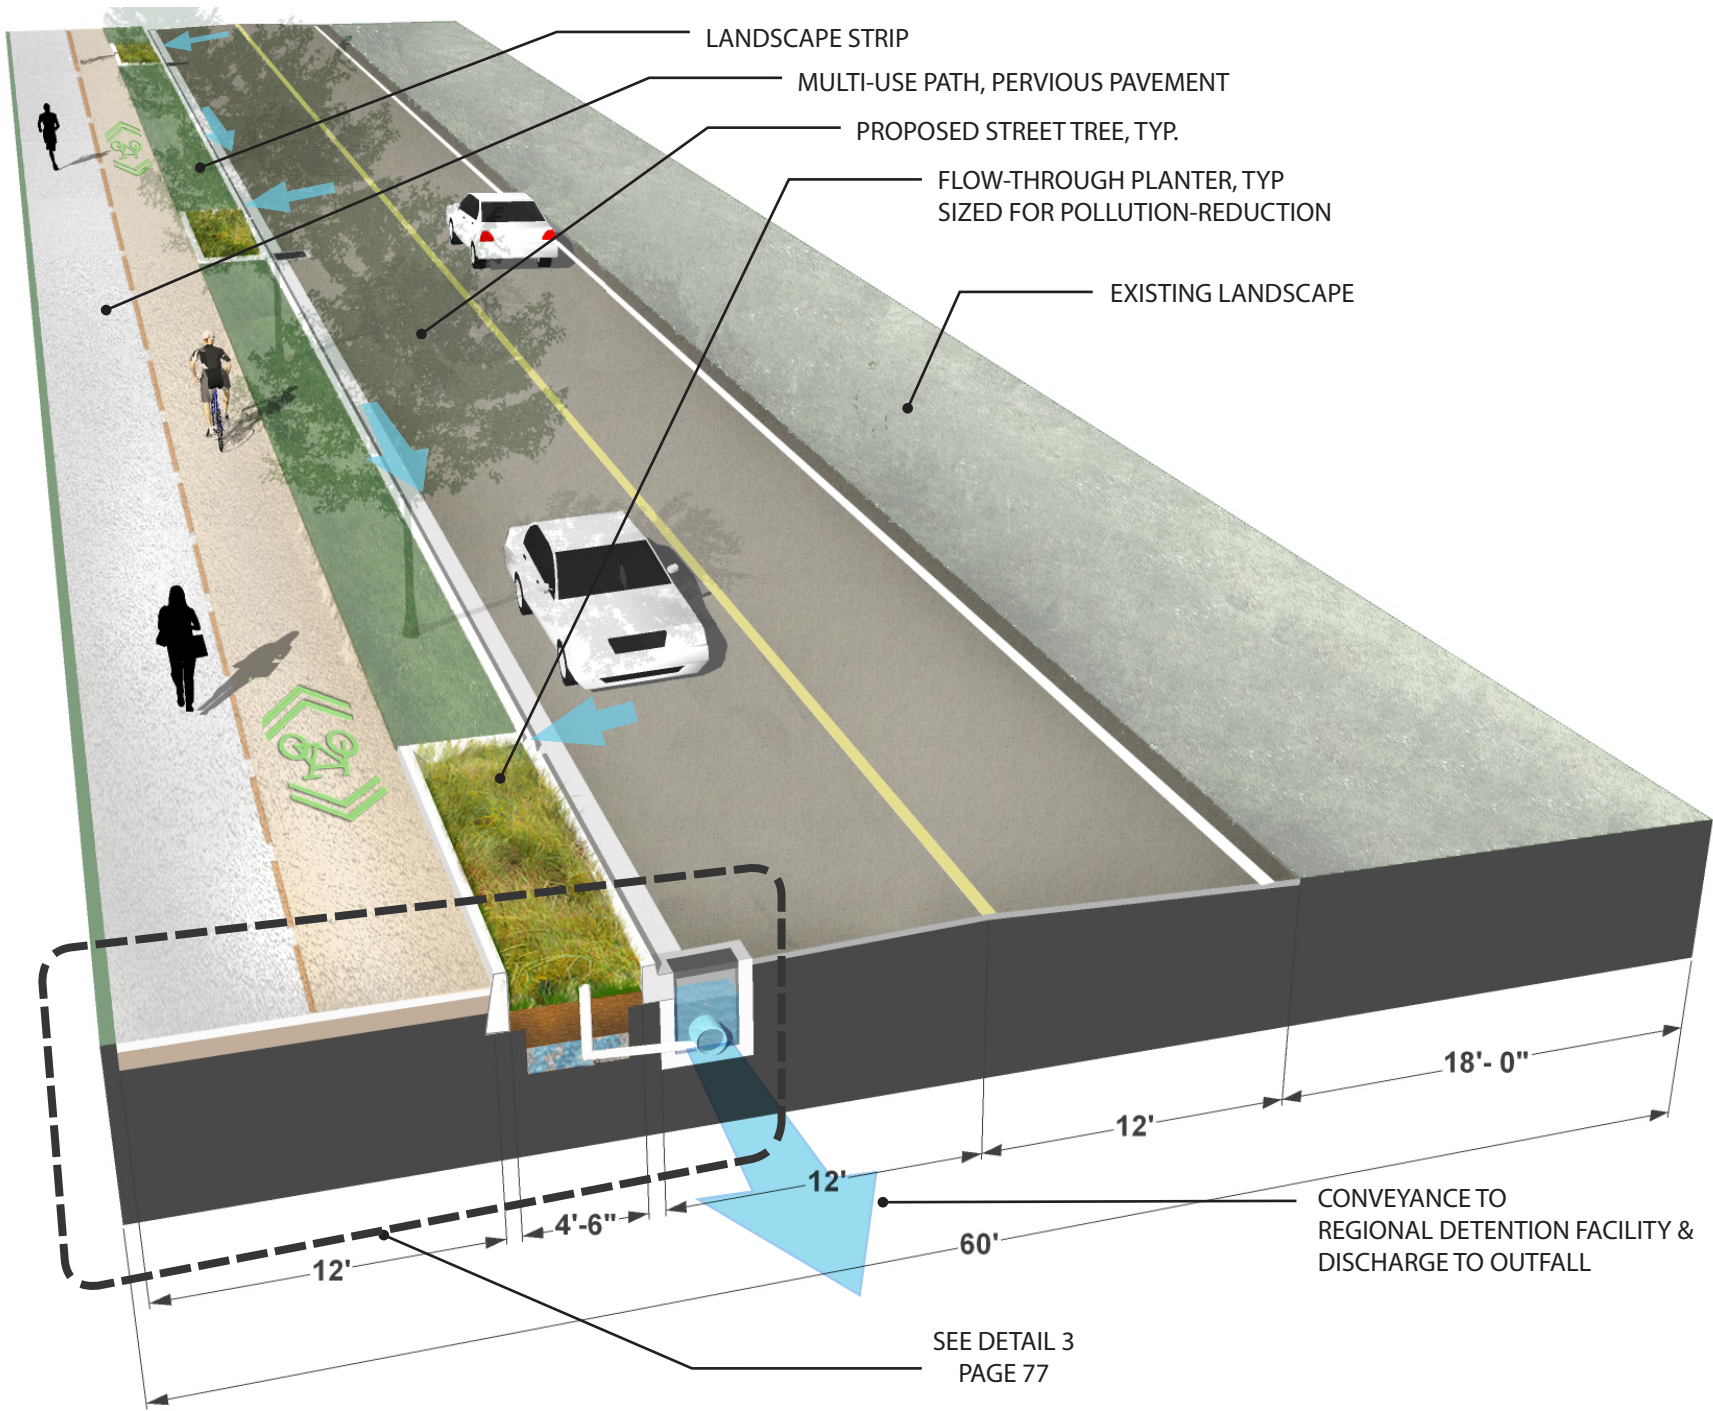 LANDSCAPE STRIP
MULTI-USE PATH, PERVIOUS PAVEMENT
PROPOSED STREET TREE, TYP.
FLOW-THROUGH PLANTER, TYP
SIZED FOR POLLUTION-REDUCTION
EXISTING LANDSCAPE
18'- 0"
12'
12'
4'-6"
12'
60'
CONVEYANCE TO
REGIONAL DETENTION FACILITY &
DISCHARGE TO OUTFALL
SEE DETAIL 3
PAGE 77